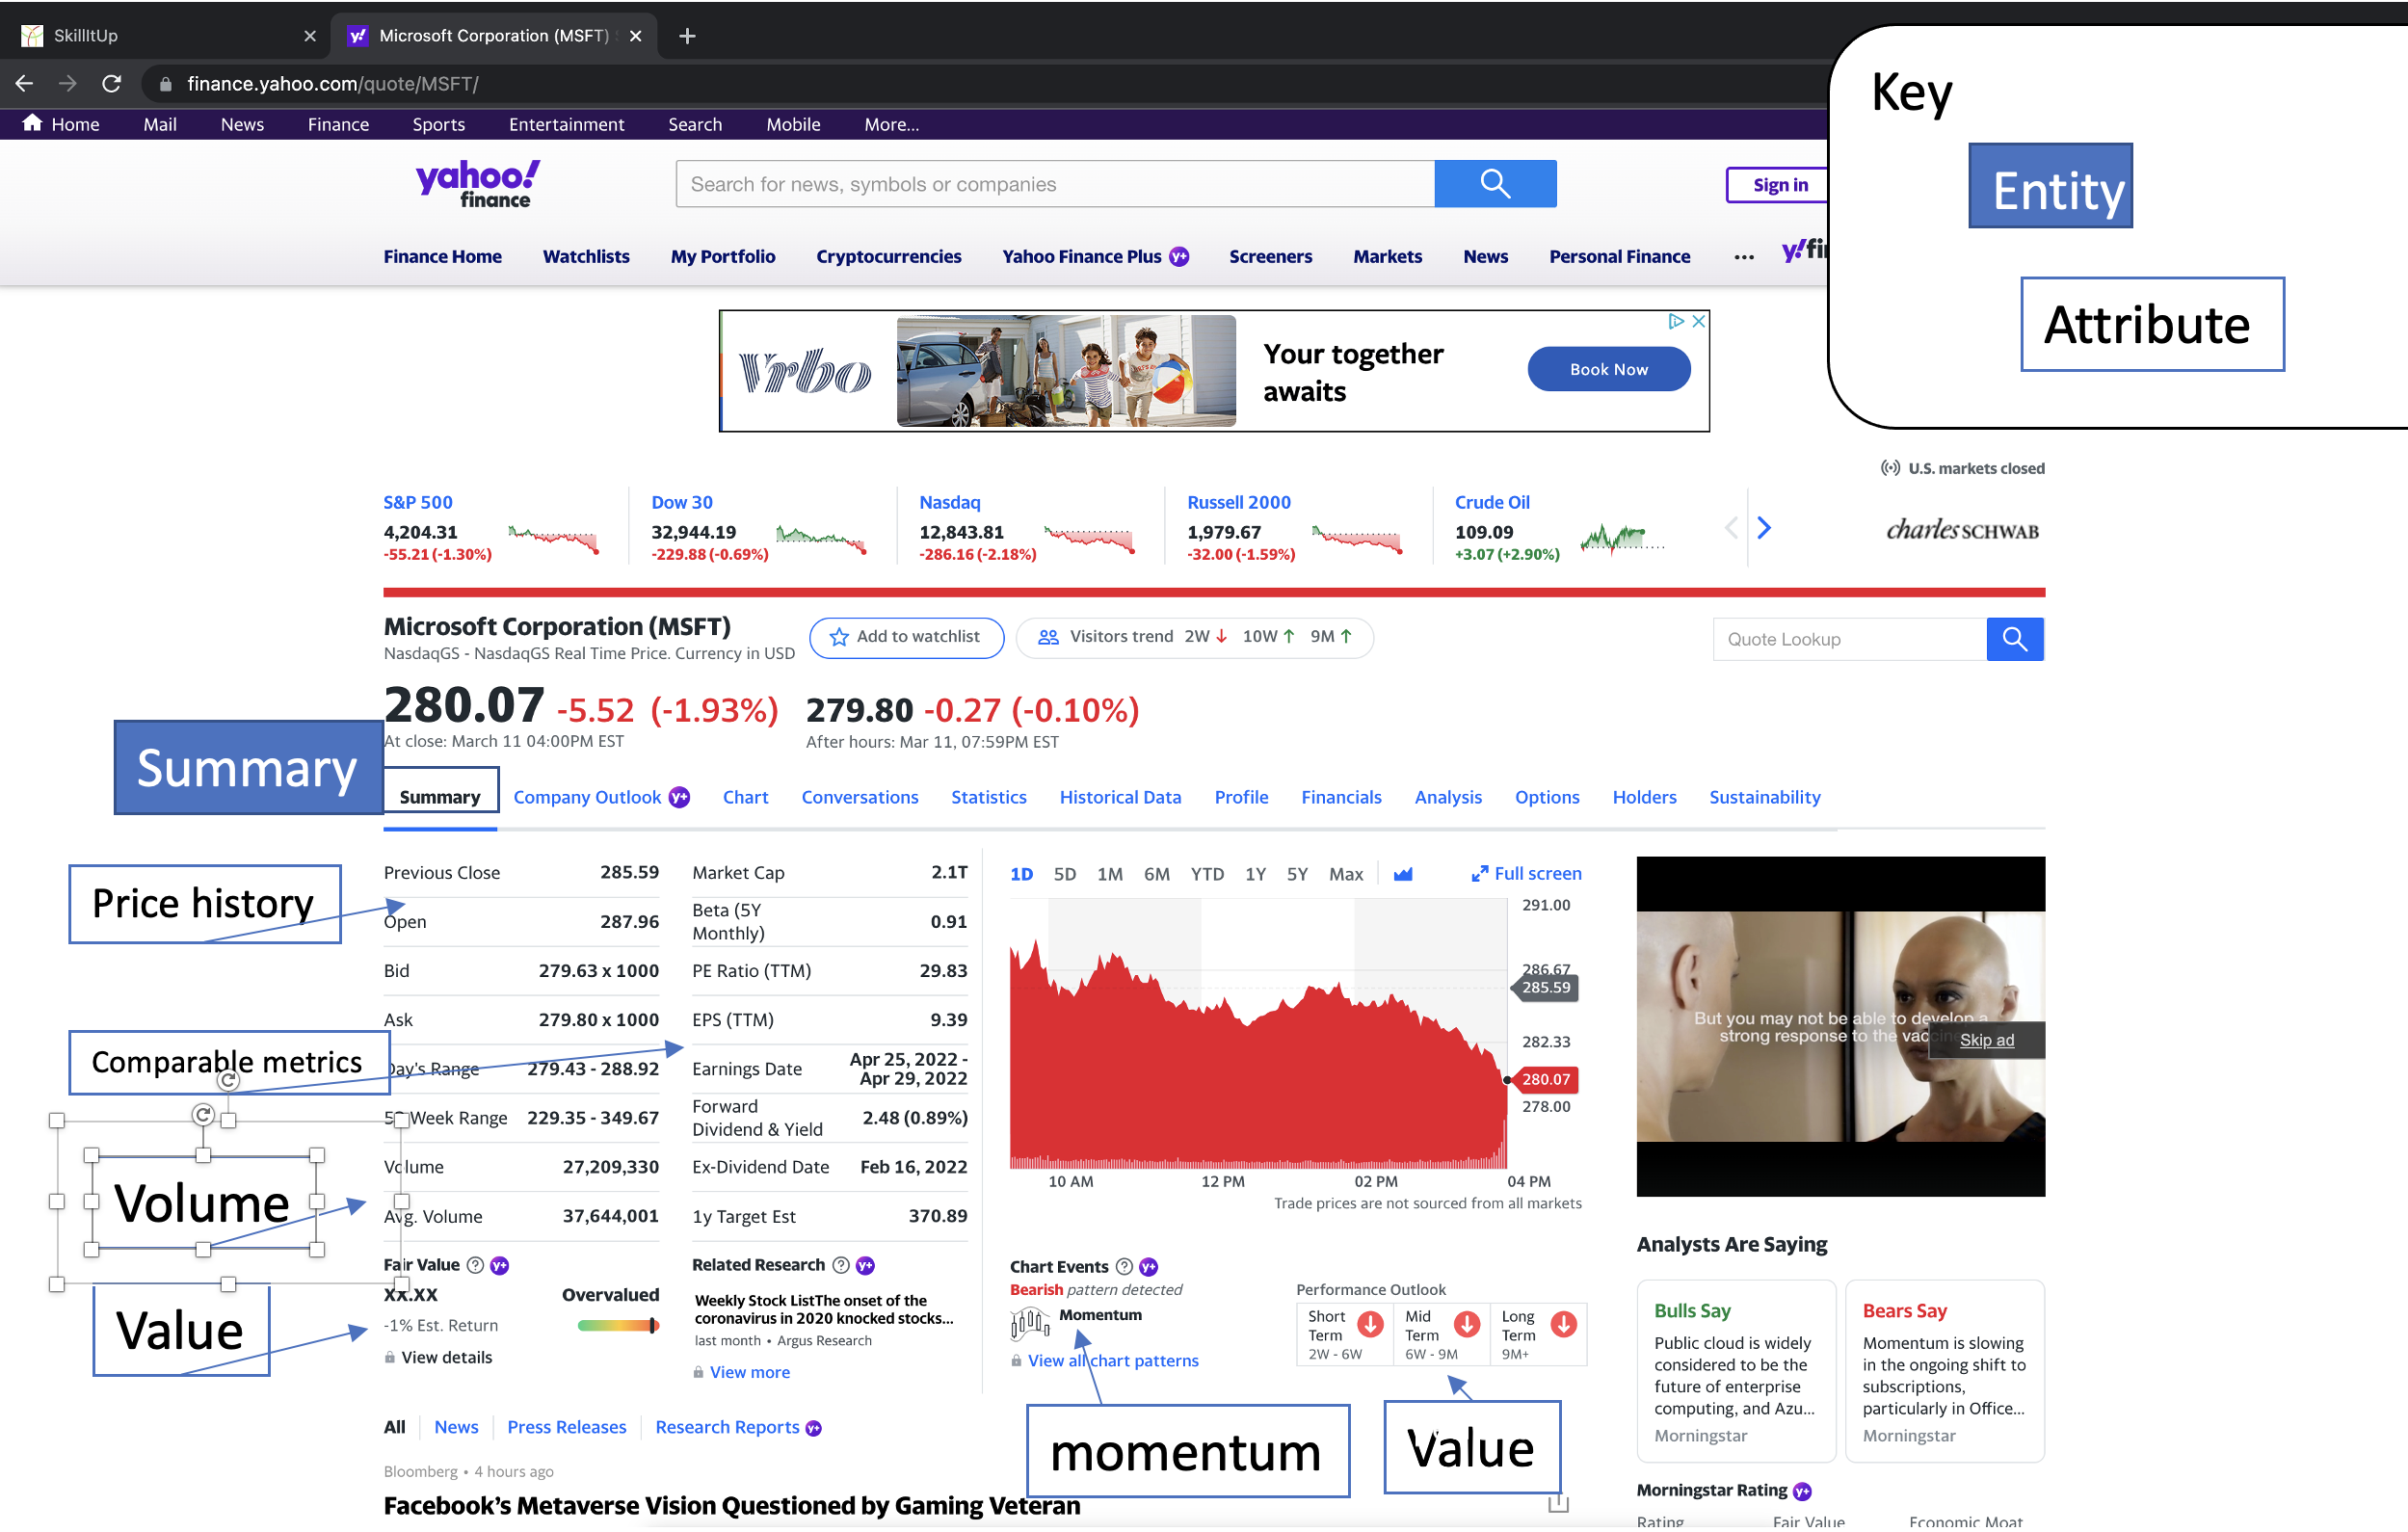 SkillItUp
Microsoft Corporation (MSFT)
finance.yahoo.com/quote/MSFT/
Home Mail News Finance Sports Entertainment Search Mobile More...
Key
Entity
Attribute
yahoo!
finance
Search for news, symbols or companies
Sign in
Finance Home Watchlists My Portfolio Cryptocurrencies Yahoo Finance Plus y+ Screeners Markets News Personal Finance ... y!fin
Vrbo
Your together
awaits
Book Now
U.S. markets closed
S&P 500
4,204.31
-55.21 (-1.30%)
Dow 30
32,944.19
-229.88 (-0.69%)
Nasdaq
12,843.81
-286.16 (-2.18%)
Russell 2000
1,979.67
-32.00 (-1.59%)
Crude Oil
109.09
+3.07 (+2.90%)
charles SCHWAB
Microsoft Corporation (MSFT)
NasdaqGS - NasdaqGS Real Time Price. Currency in USD
Add to watchlist
Visitors trend 2W ↓ 10W ↑ 9M ↑
Quote Lookup
280.07 -5.52 (-1.93%)
At close: March 11 04:00PM EST
279.80 -0.27 (-0.10%)
After hours: Mar 11, 07:59PM EST
Summary
Summary Company Outlook y+ Chart Conversations Statistics Historical Data Profile Financials Analysis Options Holders Sustainability
Price history
Comparable metrics
Volume
Value
Previous Close 285.59
Open 287.96
Bid 279.63 x 1000
Ask 279.80 x 1000
Day's Range 279.43 - 288.92
52 Week Range 229.35 - 349.67
Volume 27,209,330
Avg. Volume 37,644,001
Market Cap 2.1T
Beta (5Y
Monthly) 0.91
PE Ratio (TTM) 29.83
EPS (TTM) 9.39
Earnings Date Apr 25, 2022 -
Apr 29, 2022
Forward
Dividend & Yield 2.48 (0.89%)
Ex-Dividend Date Feb 16, 2022
1y Target Est 370.89
Fair Value ? y+
XX.XX Overvalued
-1% Est. Return
View details
Related Research ? y+
Weekly Stock ListThe onset of the
coronavirus in 2020 knocked stocks...
last month • Argus Research
View more
1D 5D 1M 6M YTD 1Y 5Y Max Full screen
291.00
286.67
285.59
282.33
280.07
278.00
10 AM 12 PM 02 PM 04 PM
Trade prices are not sourced from all markets
Chart Events ? y+
Bearish pattern detected
Momentum
View all chart patterns
Performance Outlook
Short
Term
2W - 6W
Mid
Term
6W - 9M
Long
Term
9M+
momentum
Value
But you may not be able to develop a
strong response to the vaccine
Skip ad
Analysts Are Saying
Bulls Say
Public cloud is widely
considered to be the
future of enterprise
computing, and Azu...
Morningstar
Bears Say
Momentum is slowing
in the ongoing shift to
subscriptions,
particularly in Office...
Morningstar
Morningstar Rating y+
Rating Fair Value Economic Moat
All News Press Releases Research Reports y+
Bloomberg • 4 hours ago
Facebook's Metaverse Vision Questioned by Gaming Veteran